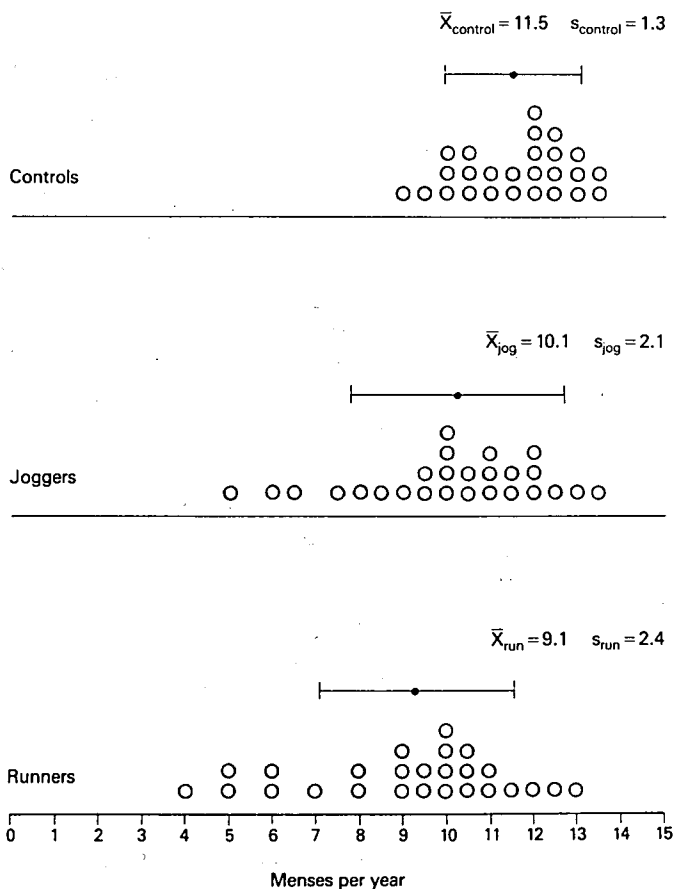 X̄control = 11.5 scontrol = 1.3
Controls
X̄jog = 10.1 sjog = 2.1
Joggers
X̄run = 9.1 srun = 2.4
Runners
0 1 2 3 4 5 6 7 8 9 10 11 12 13 14 15
Menses per year